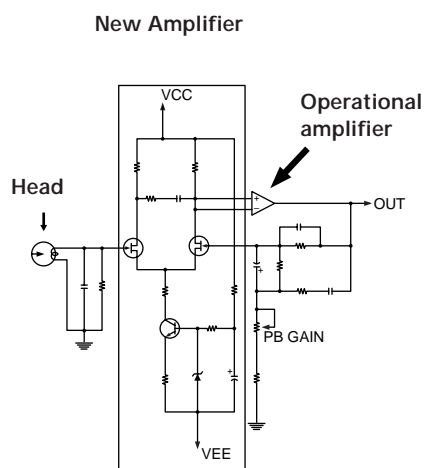 New Amplifier
VCC
Operational
amplifier
Head
+
−
OUT
+
PB GAIN
+
VEE